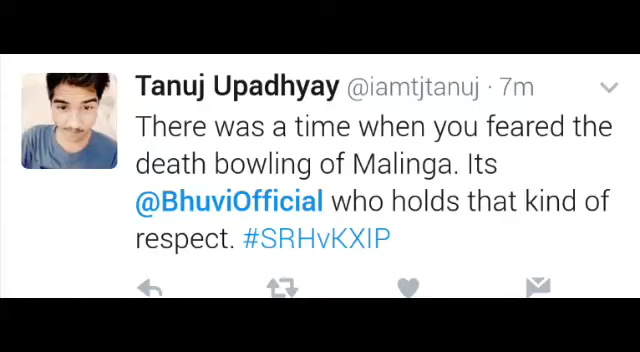 Tanuj Upadhyay @iamtjtanuj · 7m
There was a time when you feared the
death bowling of Malinga. Its
@BhuviOfficial who holds that kind of
respect. #SRHvKXIP